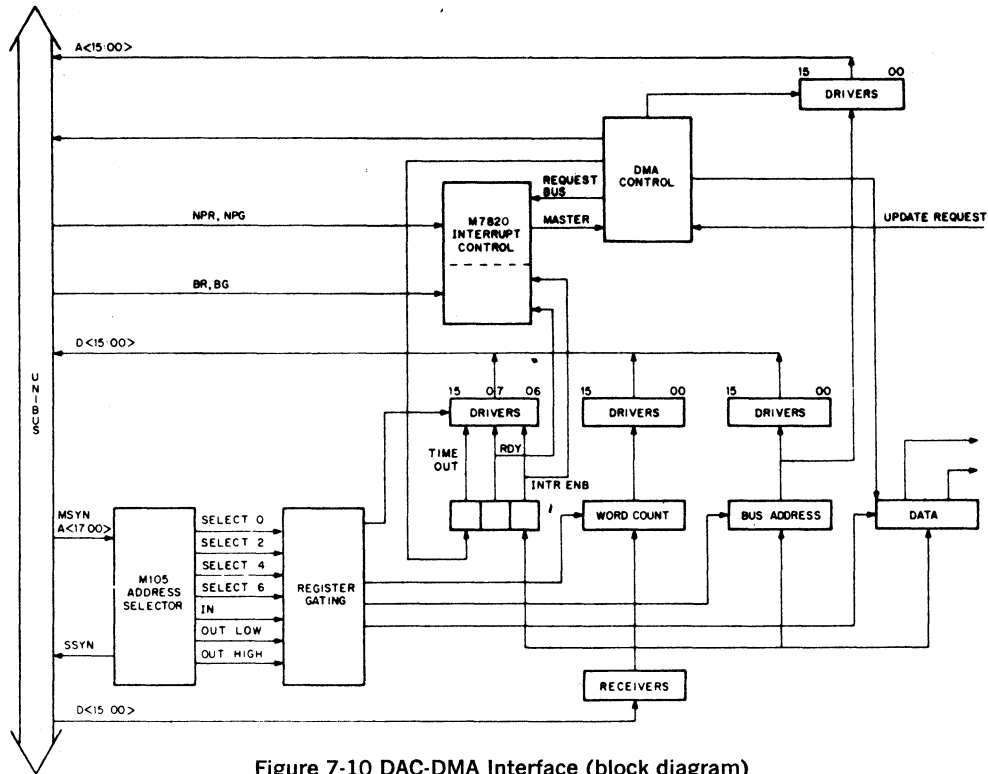 A<15:00>
15 00
DRIVERS
DMA
CONTROL
REQUEST
BUS
MASTER
UPDATE REQUEST
NPR, NPG
M7820
INTERRUPT
CONTROL
BR, BG
D<15:00>
UNIBUS
15 07 06
DRIVERS
15 00
DRIVERS
15 00
DRIVERS
TIME
OUT
RDY
INTR ENB
WORD COUNT
BUS ADDRESS
DATA
MSYN
A<17:00>
M105
ADDRESS
SELECTOR
SELECT 0
SELECT 2
SELECT 4
SELECT 6
IN
OUT LOW
OUT HIGH
REGISTER
GATING
SSYN
RECEIVERS
D<15:00>
Figure 7-10 DAC-DMA Interface (block diagram)